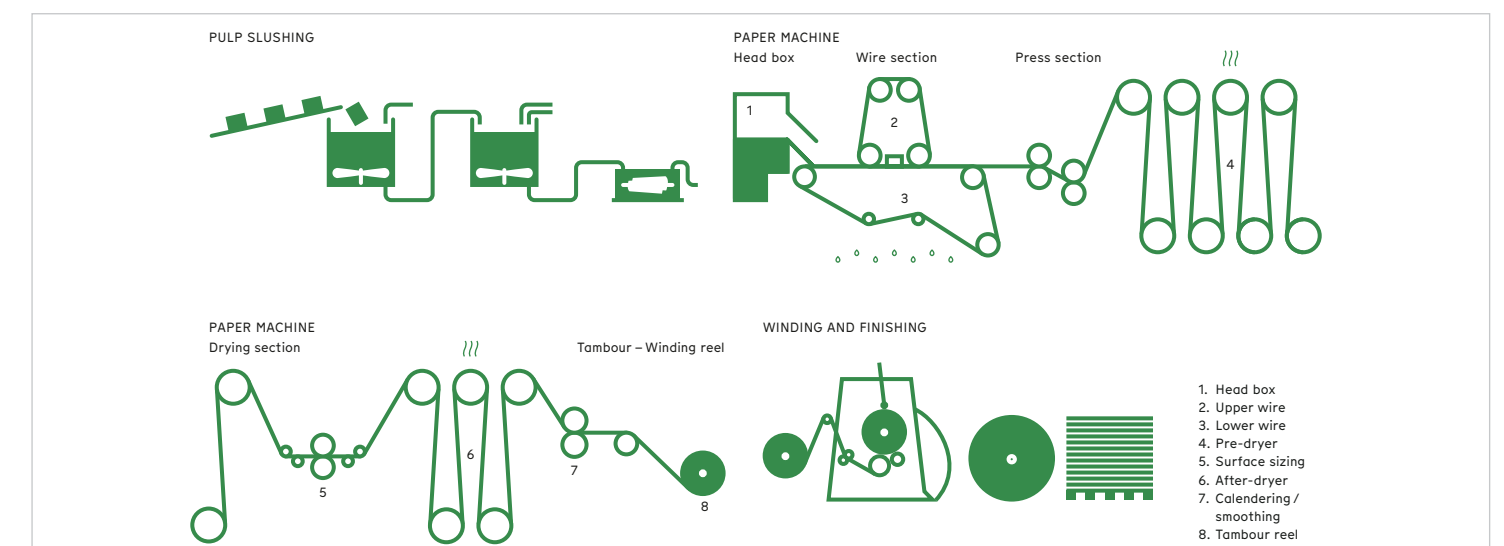 PULP SLUSHING
PAPER MACHINE
Head box
Wire section
Press section
1
2
3
4
PAPER MACHINE
Drying section
Tambour – Winding reel
5
6
7
8
WINDING AND FINISHING
1. Head box
2. Upper wire
3. Lower wire
4. Pre-dryer
5. Surface sizing
6. After-dryer
7. Calendering /
smoothing
8. Tambour reel